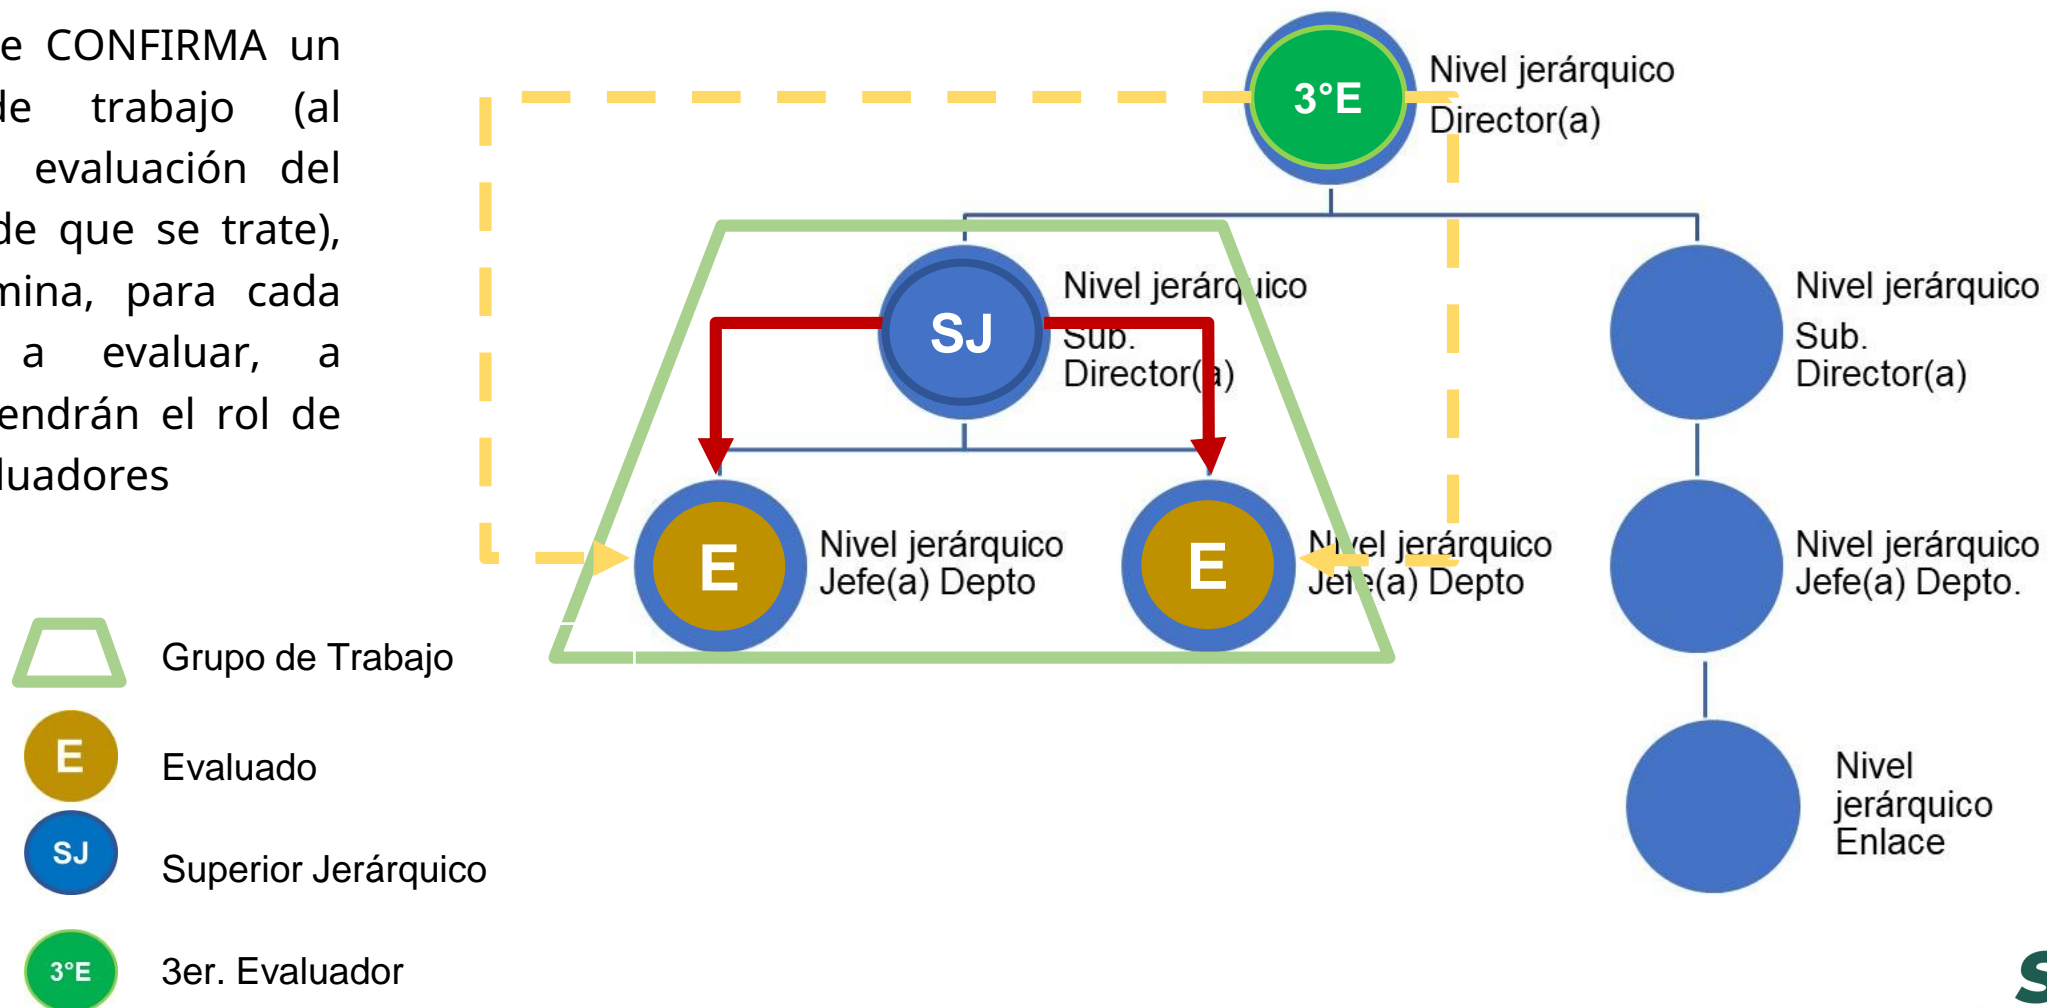 e CONFIRMA un
de trabajo (al
evaluación del
de que se trate),
mina, para cada
a evaluar, a
endrán el rol de
luadores
3°E
Nivel jerárquico
Director(a)
SJ
Nivel jerárquico
Sub.
Director(a)
Nivel jerárquico
Sub.
Director(a)
E
Nivel jerárquico
Jefe(a) Depto
E
Nivel jerárquico
Jefe(a) Depto
Nivel jerárquico
Jefe(a) Depto.
Nivel
jerárquico
Enlace
Grupo de Trabajo
E
Evaluado
SJ
Superior Jerárquico
3°E
3er. Evaluador